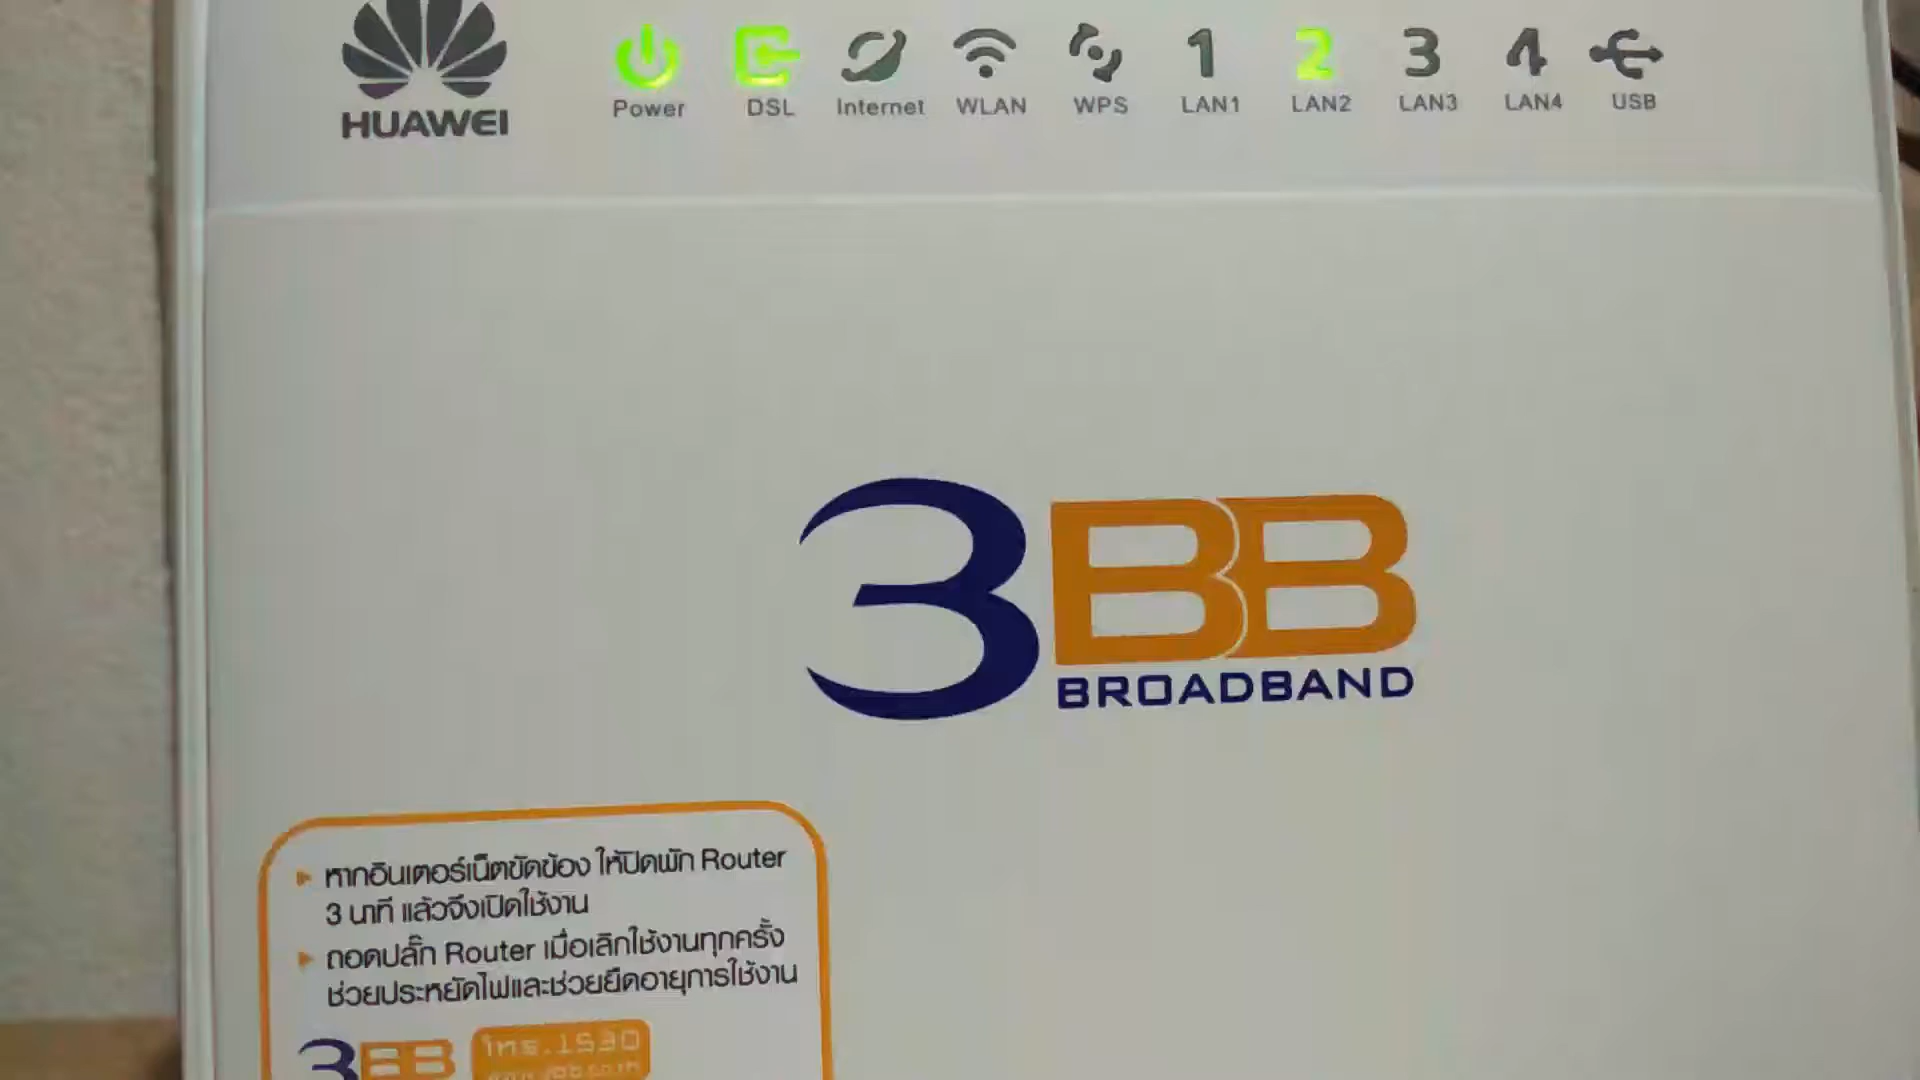 HUAWEI
Power DSL Internet WLAN WPS LAN1 LAN2 LAN3 LAN4 USB
1 2 3 4
3BB
BROADBAND
หากอินเตอร์เน็ตขัดข้อง ให้ปิดพัก Router
3 นาที แล้วจึงเปิดใช้งาน
ถอดปลั๊ก Router เมื่อเลิกใช้งานทุกครั้ง
ช่วยประหยัดไฟและช่วยยืดอายุการใช้งาน
3BB โทร.1530